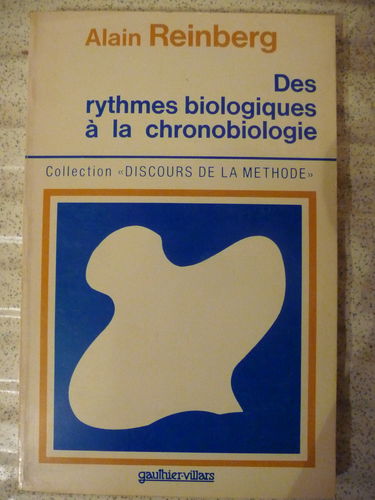 Alain Reinberg
Des
rythmes biologiques
à la chronobiologie
Collection «DISCOURS DE LA METHODE»
gauthier-villars